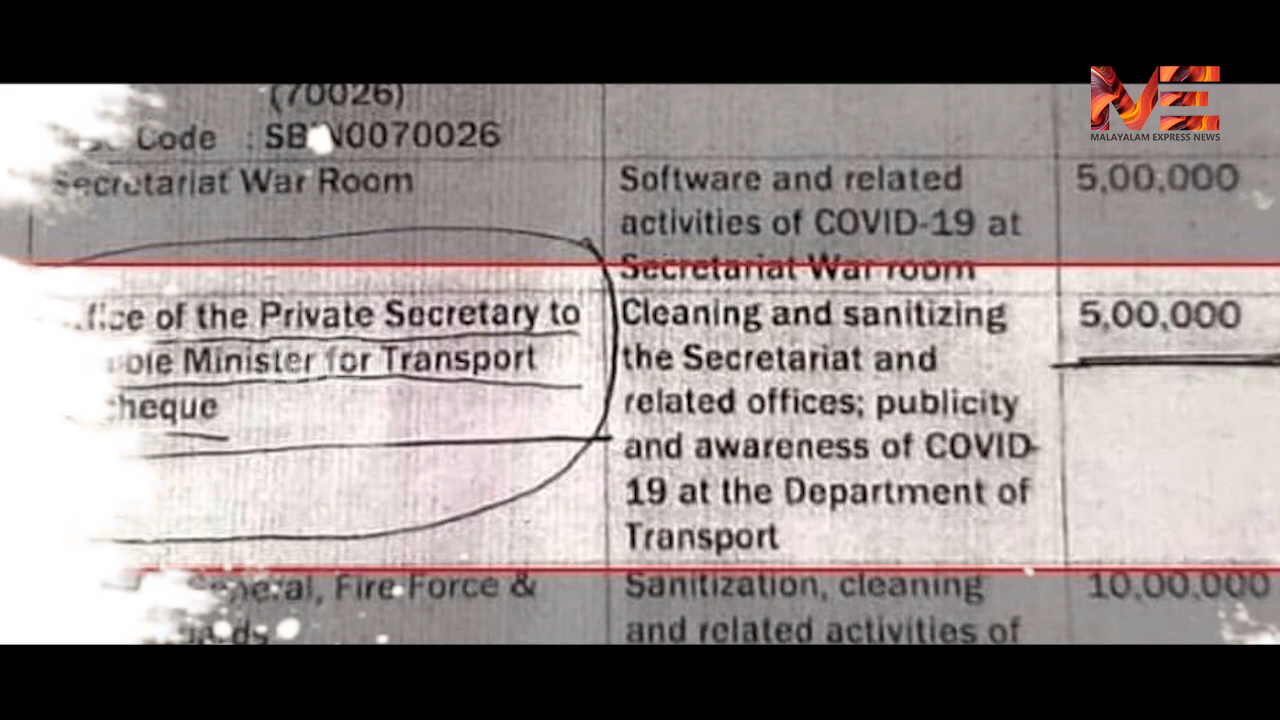 (70026)
Code : SB N0070026
Secretariat War Room
Software and related
activities of COVID-19 at
Secretariat War room
5,00,000
of the Private Secretary to
Minister for Transport
Cleaning and sanitizing
the Secretariat and
related offices; publicity
and awareness of COVID-
19 at the Department of
Transport
5,00,000
Fire Force &
Sanitization, cleaning
and related activities of
10,00,000
MALAYALAM EXPRESS NEWS